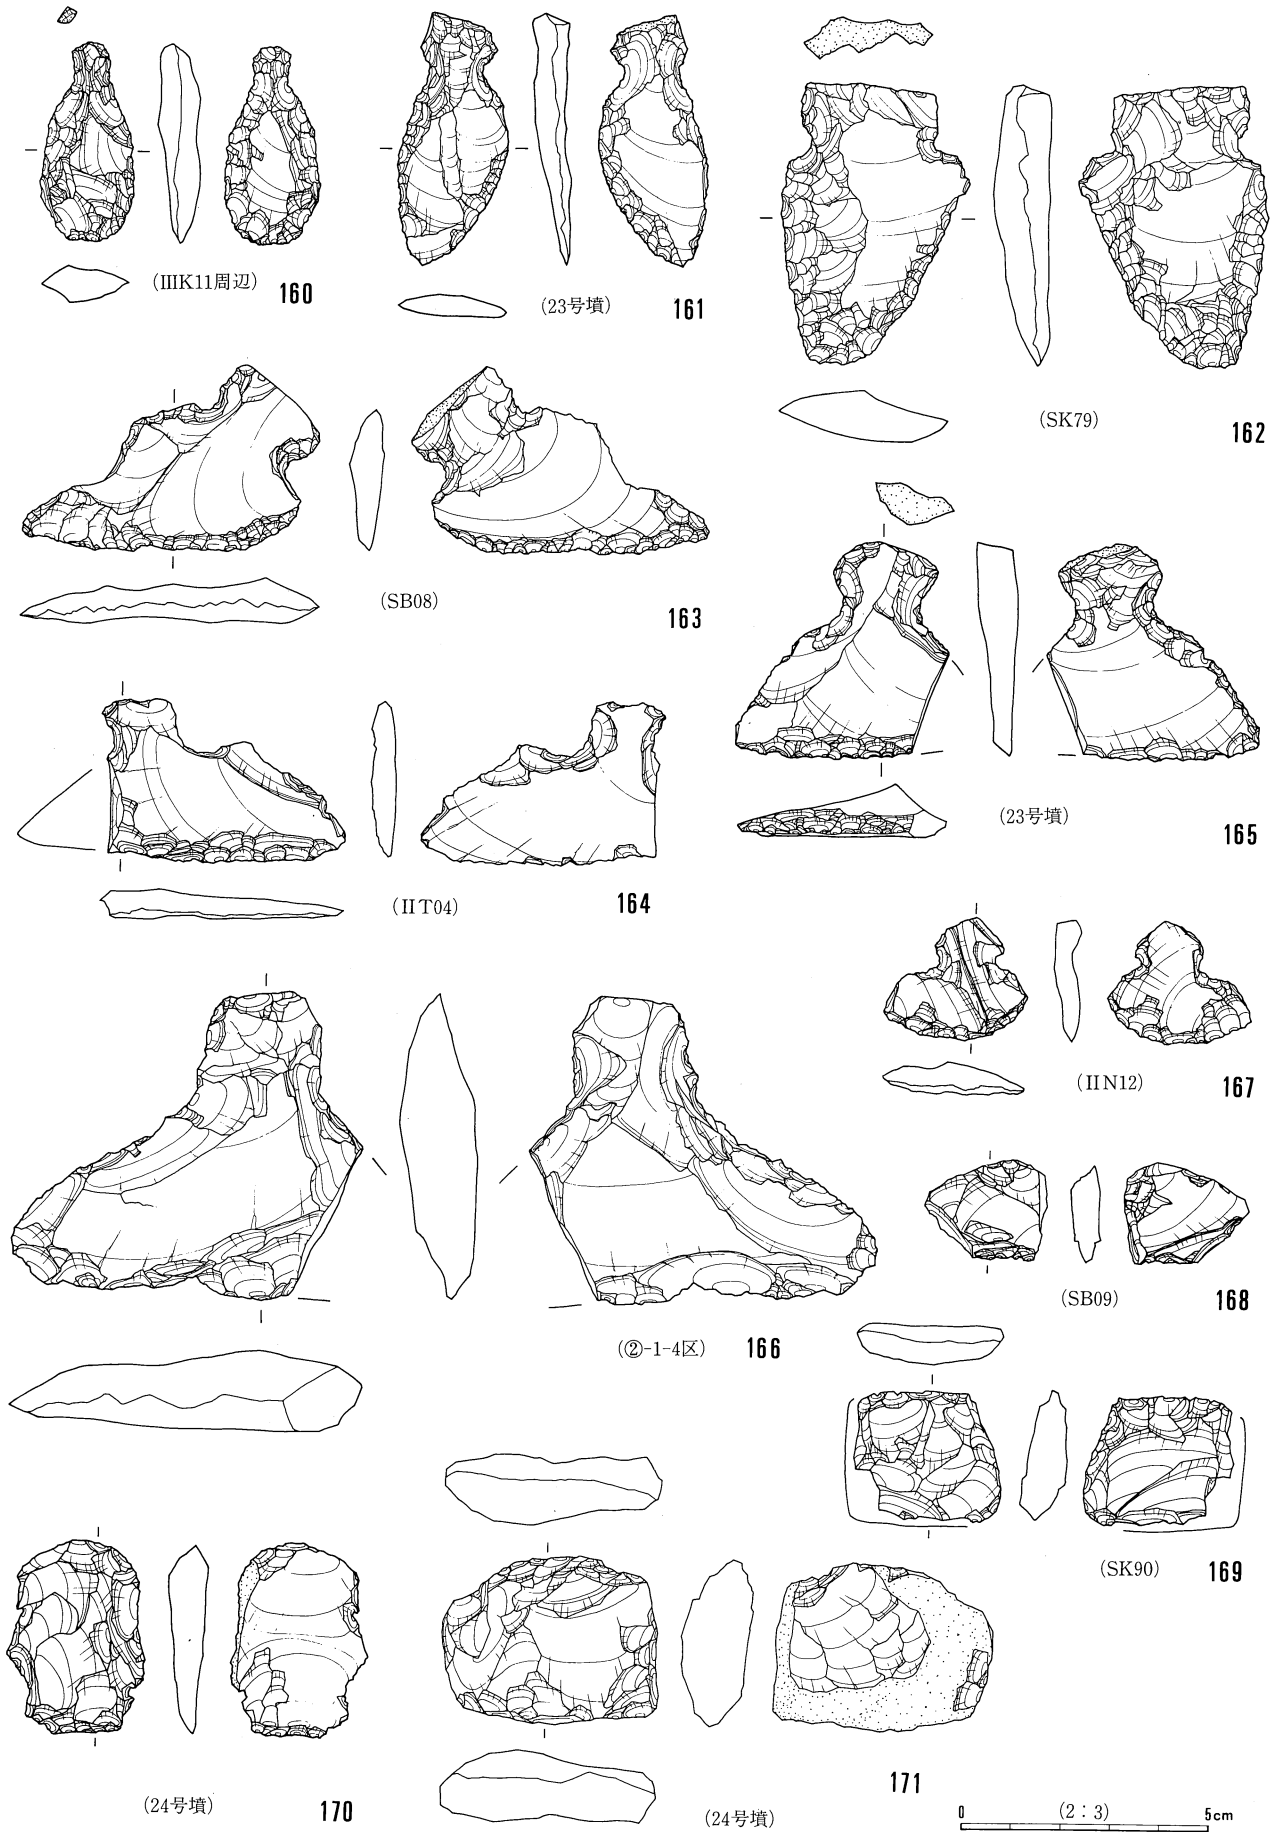 (ⅢK11周辺) 160
(23号墳) 161
(SK79) 162
(SB08) 163
(ⅡT04) 164
(23号墳) 165
(②-1-4区) 166
(ⅡN12) 167
(SB09) 168
(SK90) 169
(24号墳) 170
(24号墳) 171
0 (2：3) 5cm